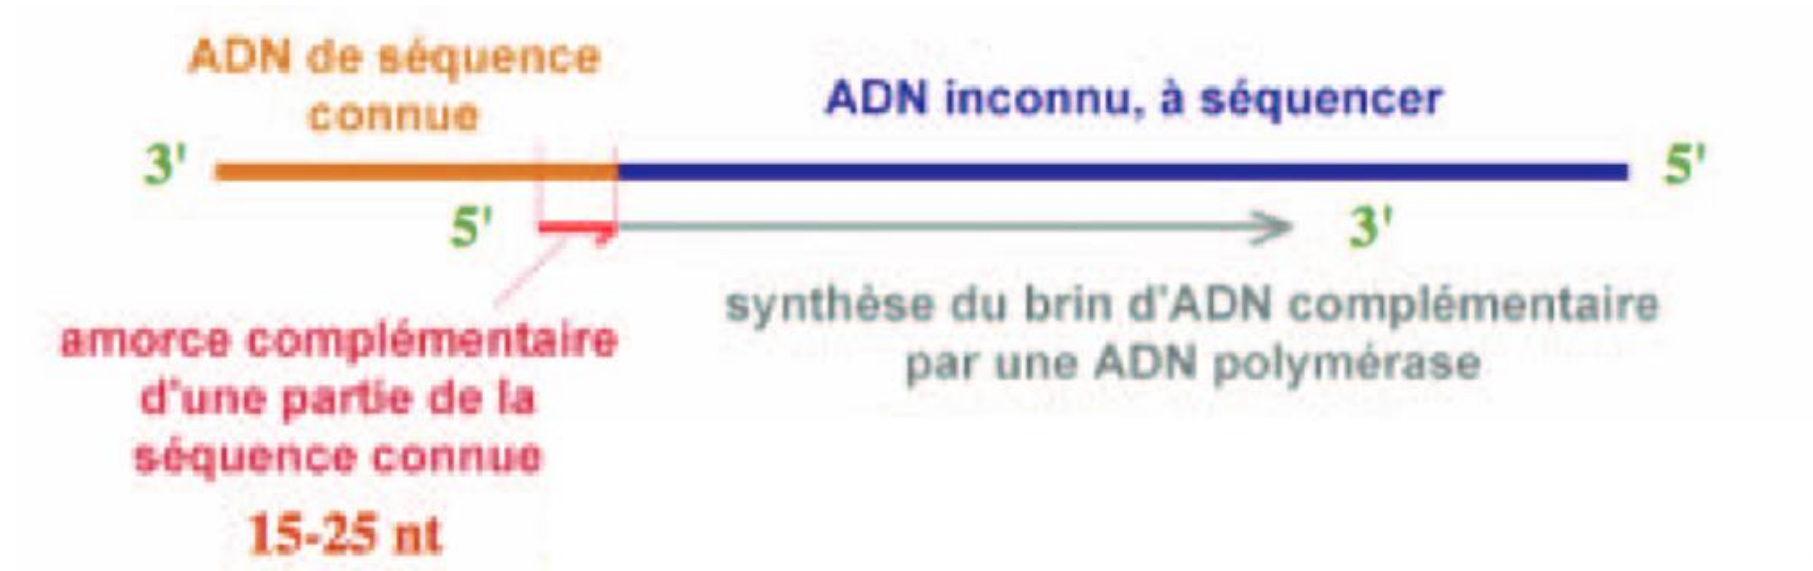 ADN de séquence
connue
ADN inconnu, à séquencer
3'
5'
5'
3'
synthèse du brin d'ADN complémentaire
par une ADN polymérase
amorce complémentaire
d'une partie de la
séquence connue
15-25 nt